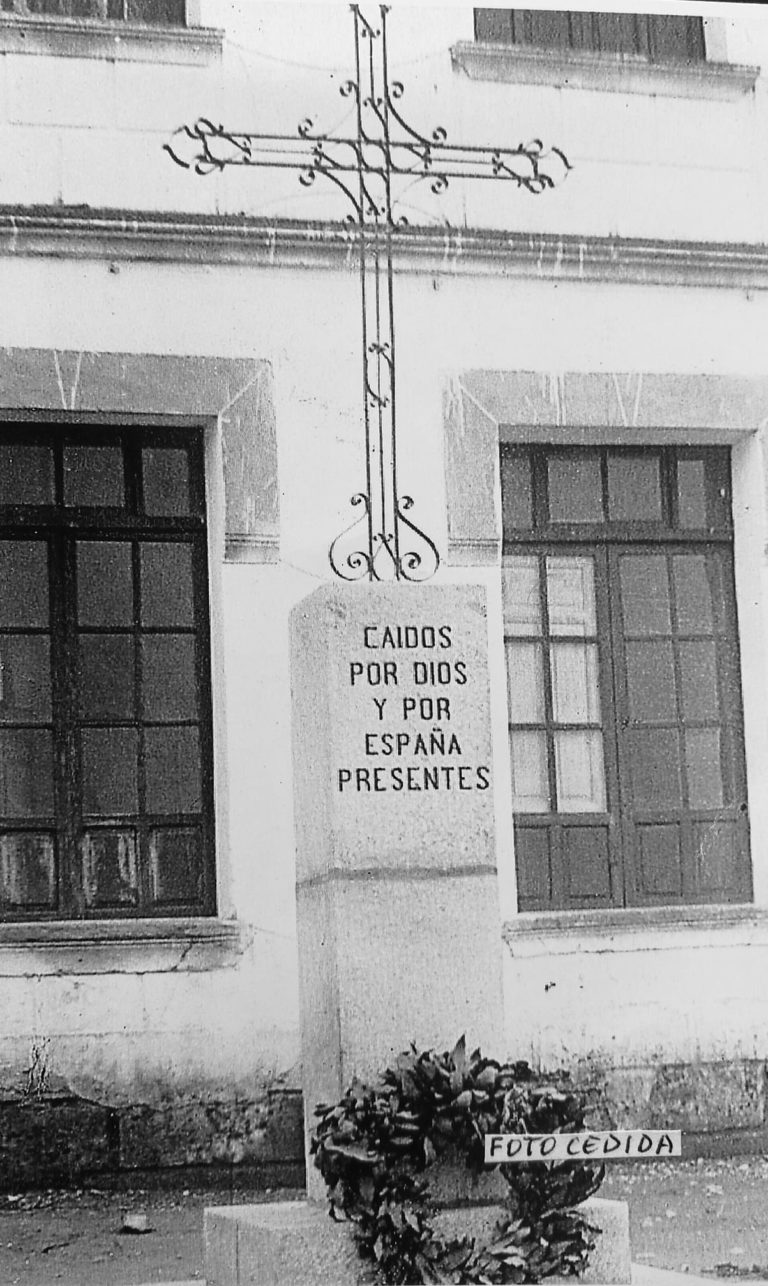 CAIDOS
POR DIOS
Y POR
ESPAÑA
PRESENTES
FOTO CEDIDA